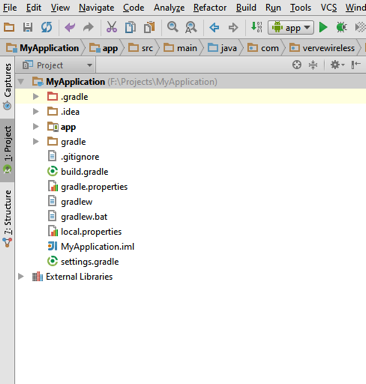 File Edit View Navigate Code Analyze Refactor Build Run Tools VCS
app
MyApplication app src main java com vervewireless
Project
Captures
1: Project
7: Structure
MyApplication (F:\Projects\MyApplication)
.gradle
.idea
app
gradle
.gitignore
build.gradle
gradle.properties
gradlew
gradlew.bat
local.properties
MyApplication.iml
settings.gradle
External Libraries